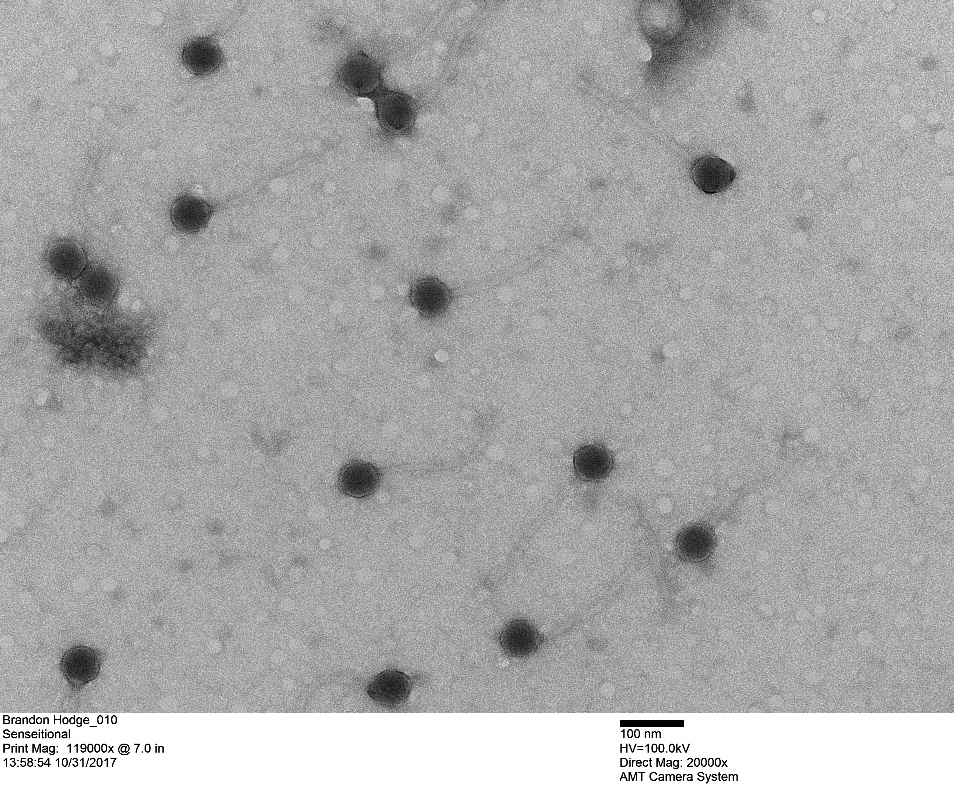 Brandon Hodge_010
Senseitional
Print Mag: 119000x @ 7.0 in
13:58:54 10/31/2017
100 nm
HV=100.0kV
Direct Mag: 20000x
AMT Camera System